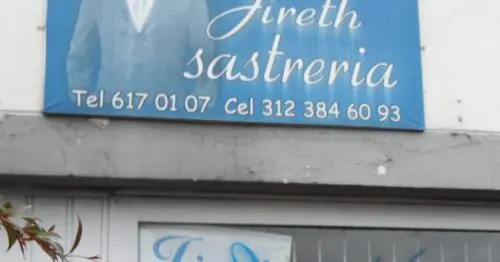 Jireth
sastreria
Tel 617 01 07 Cel 312 384 60 93